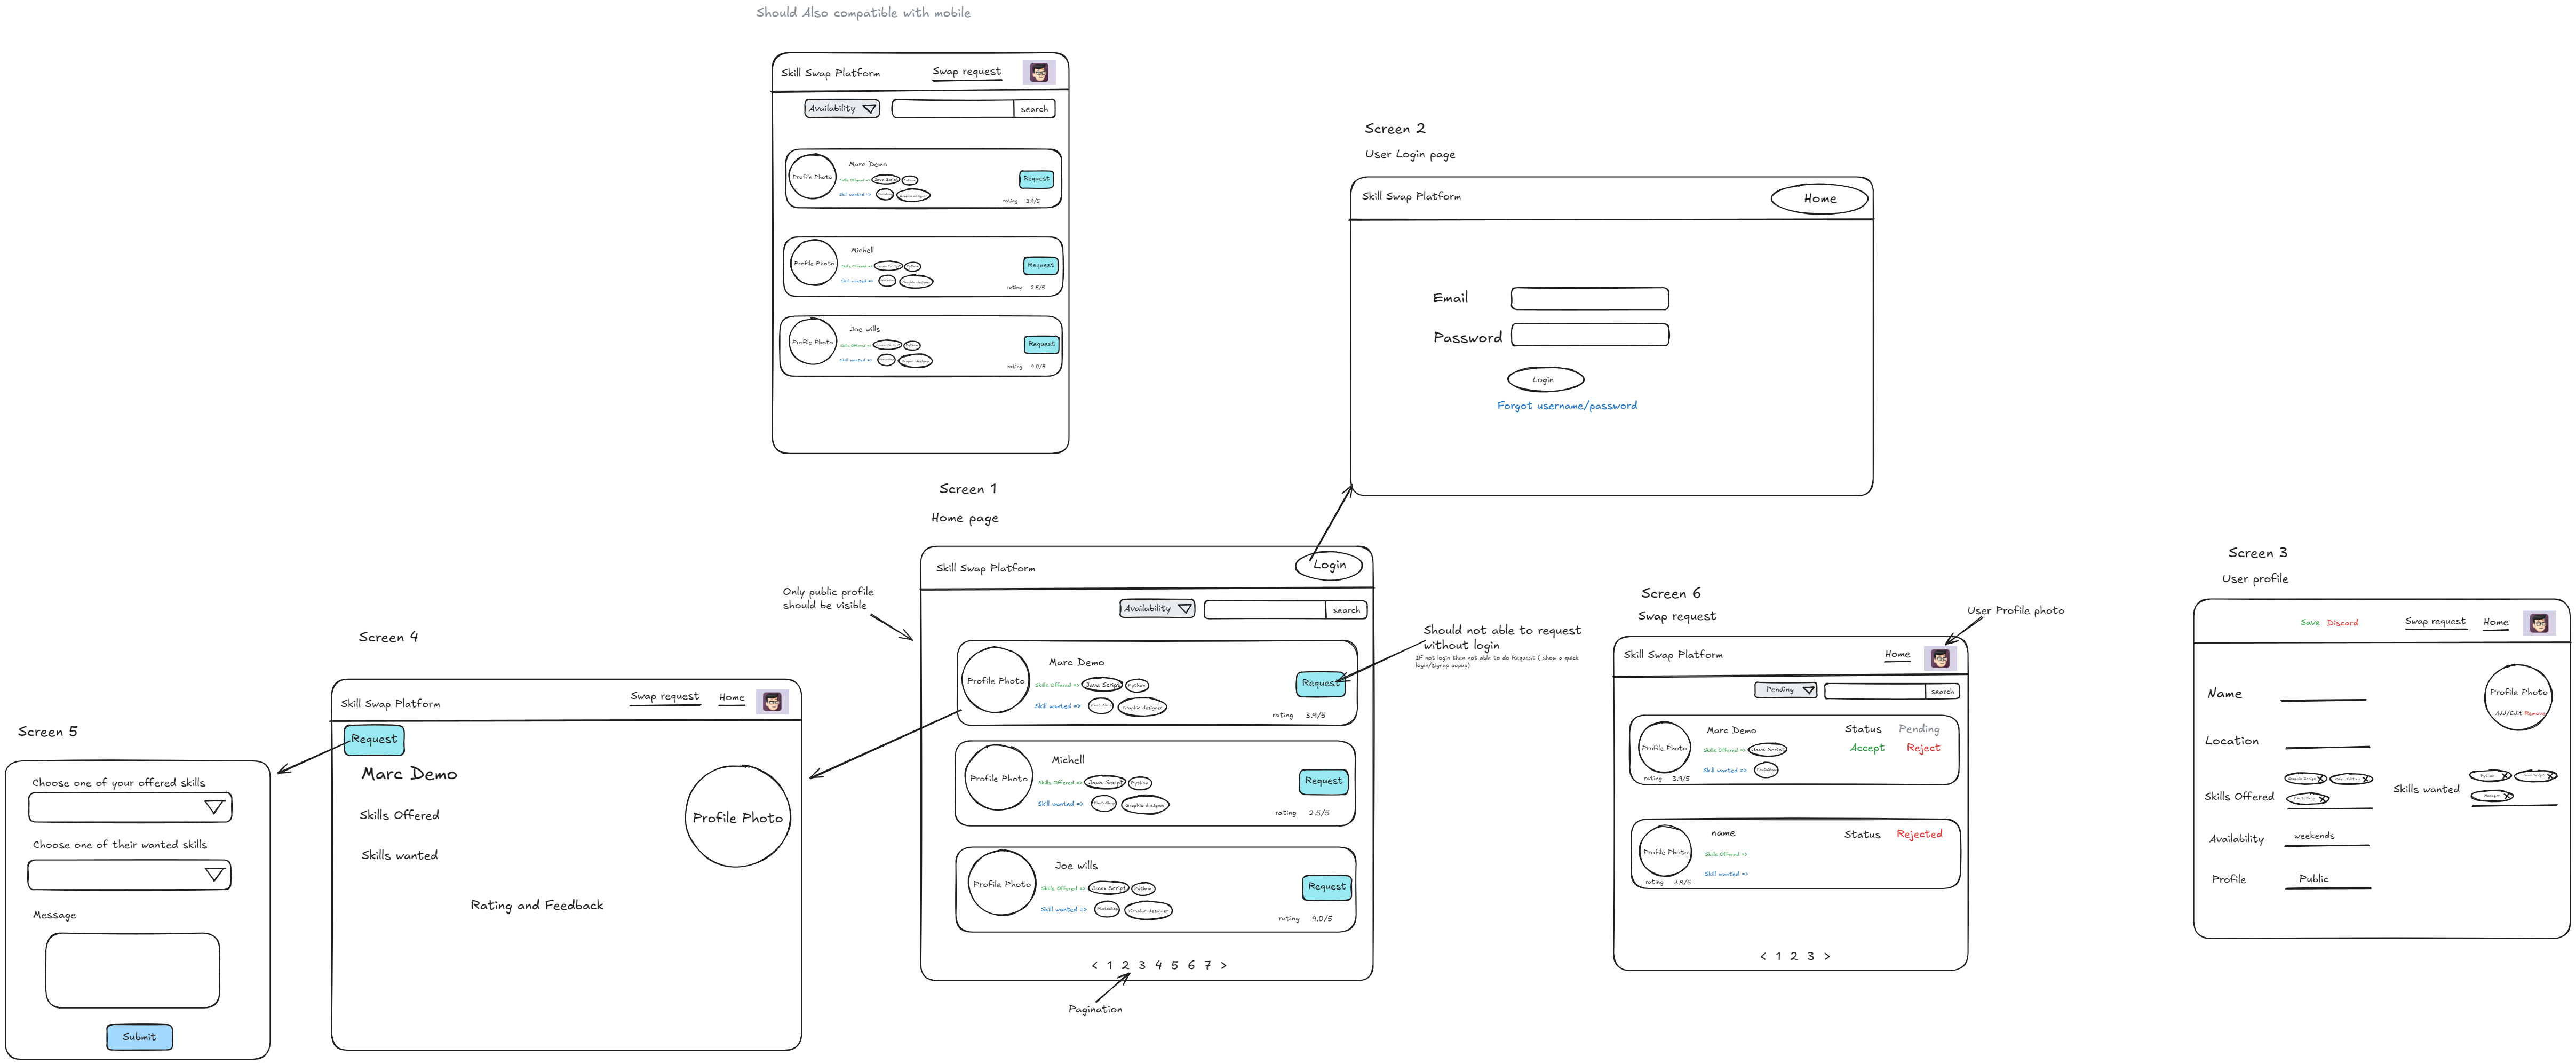 Should Also compatible with mobile
Skill Swap Platform
Swap request
Availability
search
Profile Photo
Marc Demo
Skills Offered => Java Script Python
Skill wanted => Photoshop Graphic designer
Request
rating 3.9/5
Profile Photo
Michell
Skills Offered => Java Script Python
Skill wanted => Photoshop Graphic designer
Request
rating 2.5/5
Profile Photo
Joe wills
Skills Offered => Java Script Python
Skill wanted => Photoshop Graphic designer
Request
rating 4.0/5
Screen 2
User Login page
Skill Swap Platform
Home
Email
Password
Login
Forgot username/password
Screen 1
Home page
Only public profile
should be visible
Skill Swap Platform
Login
Availability
search
Profile Photo
Marc Demo
Skills Offered => Java Script Python
Skill wanted => Photoshop Graphic designer
Request
rating 3.9/5
Should not able to request
without login
IF not login then not able to do Request ( show a quick
login/signup popup)
Profile Photo
Michell
Skills Offered => Java Script Python
Skill wanted => Photoshop Graphic designer
Request
rating 2.5/5
Profile Photo
Joe wills
Skills Offered => Java Script Python
Skill wanted => Photoshop Graphic designer
Request
rating 4.0/5
< 1 2 3 4 5 6 7 >
Pagination
Screen 4
Skill Swap Platform
Swap request
Home
Request
Marc Demo
Skills Offered
Skills wanted
Profile Photo
Rating and Feedback
Screen 5
Choose one of your offered skills
Choose one of their wanted skills
Message
Submit
Screen 6
Swap request
User Profile photo
Skill Swap Platform
Home
Pending
search
Profile Photo
Marc Demo
Skills Offered => Java Script
Skill wanted => Photoshop
rating 3.9/5
Status Pending
Accept Reject
Profile Photo
name
Skills Offered =>
Skill wanted =>
rating 3.9/5
Status Rejected
< 1 2 3 >
Screen 3
User profile
Save Discard
Swap request
Home
Name
Profile Photo
Add/Edit Remove
Location
Skills Offered
Graphic Design X Video Editing X
Photoshop X
Skills wanted
Python X Java Script X
Manager X
Availability weekends
Profile Public